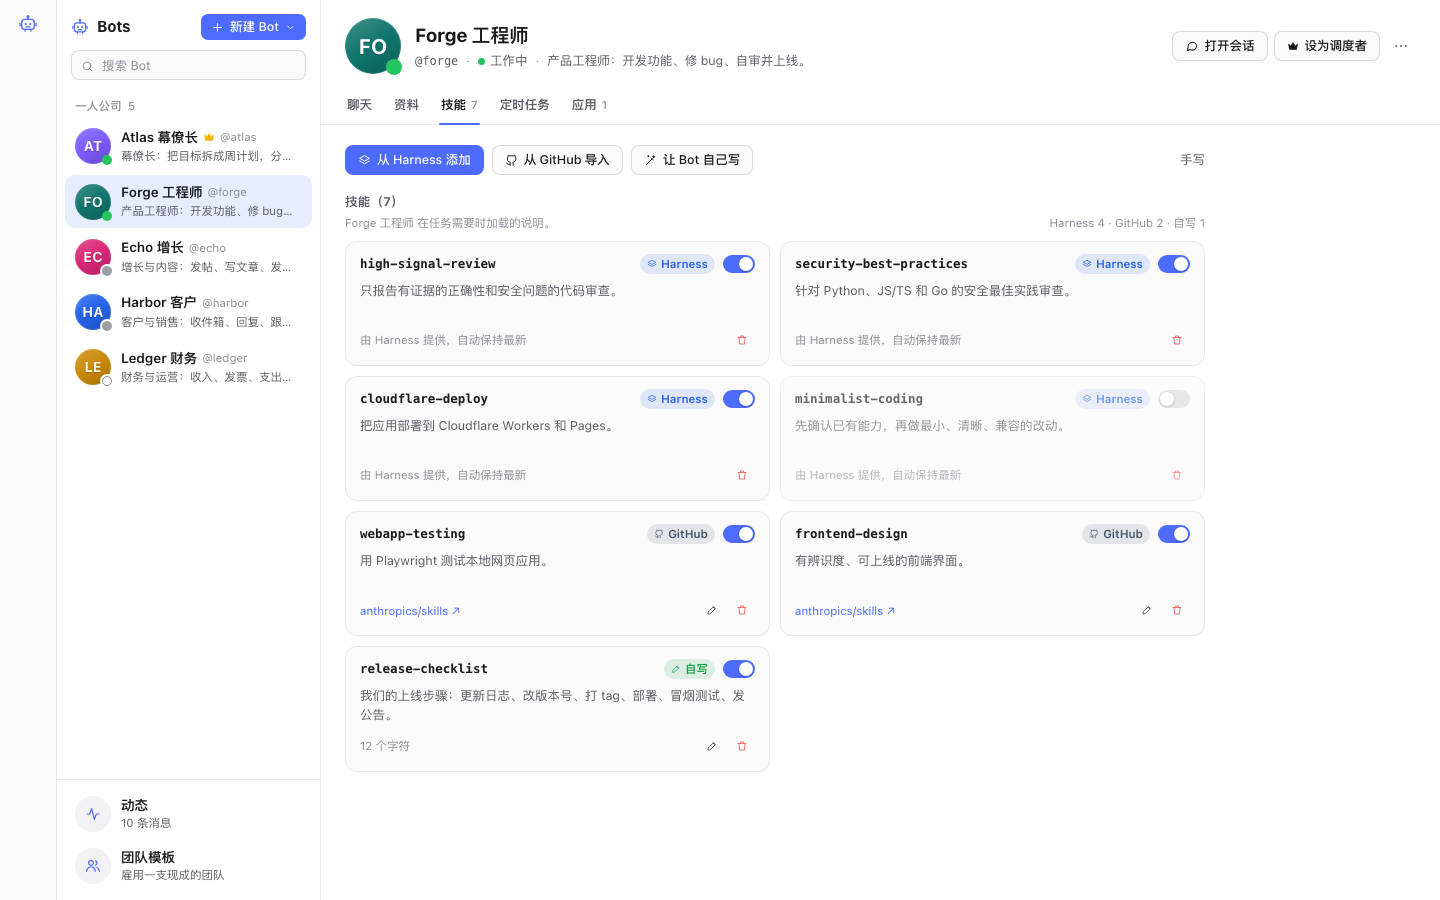 Bots
新建 Bot
搜索 Bot
一人公司 5
AT
Atlas 幕僚长 @atlas
幕僚长：把目标拆成周计划，分...
FO
Forge 工程师 @forge
产品工程师：开发功能、修 bug...
EC
Echo 增长 @echo
增长与内容：发帖、写文章、发...
HA
Harbor 客户 @harbor
客户与销售：收件箱、回复、跟...
LE
Ledger 财务 @ledger
财务与运营：收入、发票、支出...
动态
10 条消息
团队模板
雇用一支现成的团队
FO
Forge 工程师
@forge · 工作中 · 产品工程师：开发功能、修 bug、自审并上线。
打开会话
设为调度者
聊天 资料 技能 7 定时任务 应用 1
从 Harness 添加
从 GitHub 导入
让 Bot 自己写
手写
技能（7）
Forge 工程师 在任务需要时加载的说明。
Harness 4 · GitHub 2 · 自写 1
high-signal-review
Harness
只报告有证据的正确性和安全问题的代码审查。
由 Harness 提供，自动保持最新
security-best-practices
Harness
针对 Python、JS/TS 和 Go 的安全最佳实践审查。
由 Harness 提供，自动保持最新
cloudflare-deploy
Harness
把应用部署到 Cloudflare Workers 和 Pages。
由 Harness 提供，自动保持最新
minimalist-coding
Harness
先确认已有能力，再做最小、清晰、兼容的改动。
由 Harness 提供，自动保持最新
webapp-testing
GitHub
用 Playwright 测试本地网页应用。
anthropics/skills ↗
frontend-design
GitHub
有辨识度、可上线的前端界面。
anthropics/skills ↗
release-checklist
自写
我们的上线步骤：更新日志、改版本号、打 tag、部署、冒烟测试、发
公告。
12 个字符